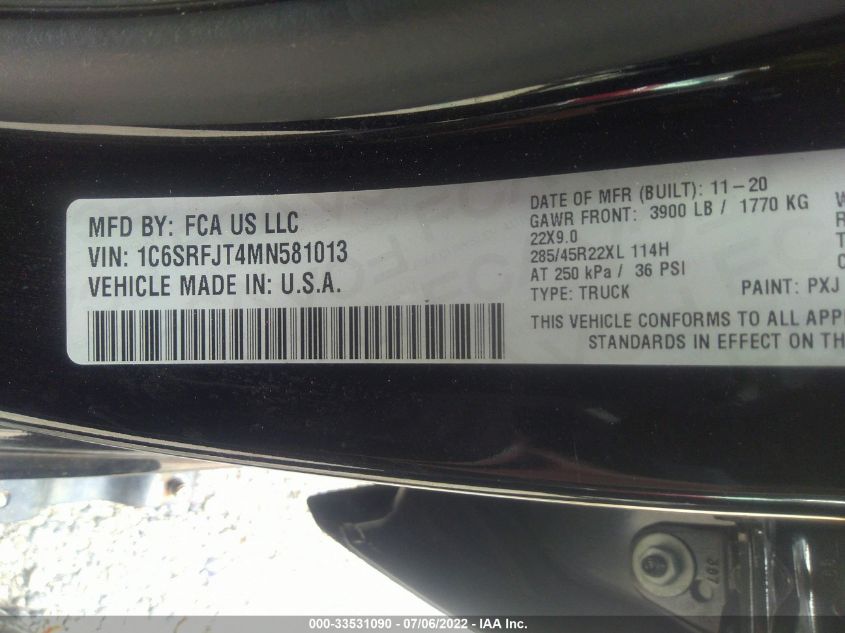 MFD BY: FCA US LLC
VIN: 1C6SRFJT4MN581013
VEHICLE MADE IN: U.S.A.
DATE OF MFR (BUILT): 11-20
GAWR FRONT: 3900 LB / 1770 KG
22X9.0
285/45R22XL 114H
AT 250 kPa / 36 PSI
TYPE: TRUCK PAINT: PXJ
THIS VEHICLE CONFORMS TO ALL APP
STANDARDS IN EFFECT ON TH
367
000-33531090 - 07/06/2022 - IAA Inc.